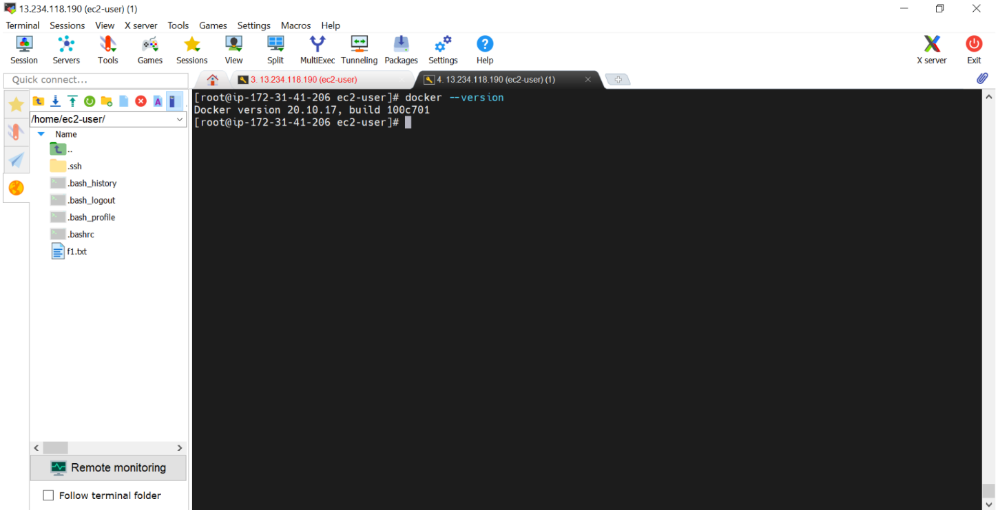 13.234.118.190 (ec2-user) (1)
Terminal Sessions View X server Tools Games Settings Macros Help
Session Servers Tools Games Sessions View Split MultiExec Tunneling Packages Settings Help X server Exit
Quick connect...
3. 13.234.118.190 (ec2-user)
4. 13.234.118.190 (ec2-user) (1)
/home/ec2-user/
Name
..
.ssh
.bash_history
.bash_logout
.bash_profile
.bashrc
f1.txt
Remote monitoring
Follow terminal folder
[root@ip-172-31-41-206 ec2-user]# docker --version
Docker version 20.10.17, build 100c701
[root@ip-172-31-41-206 ec2-user]#